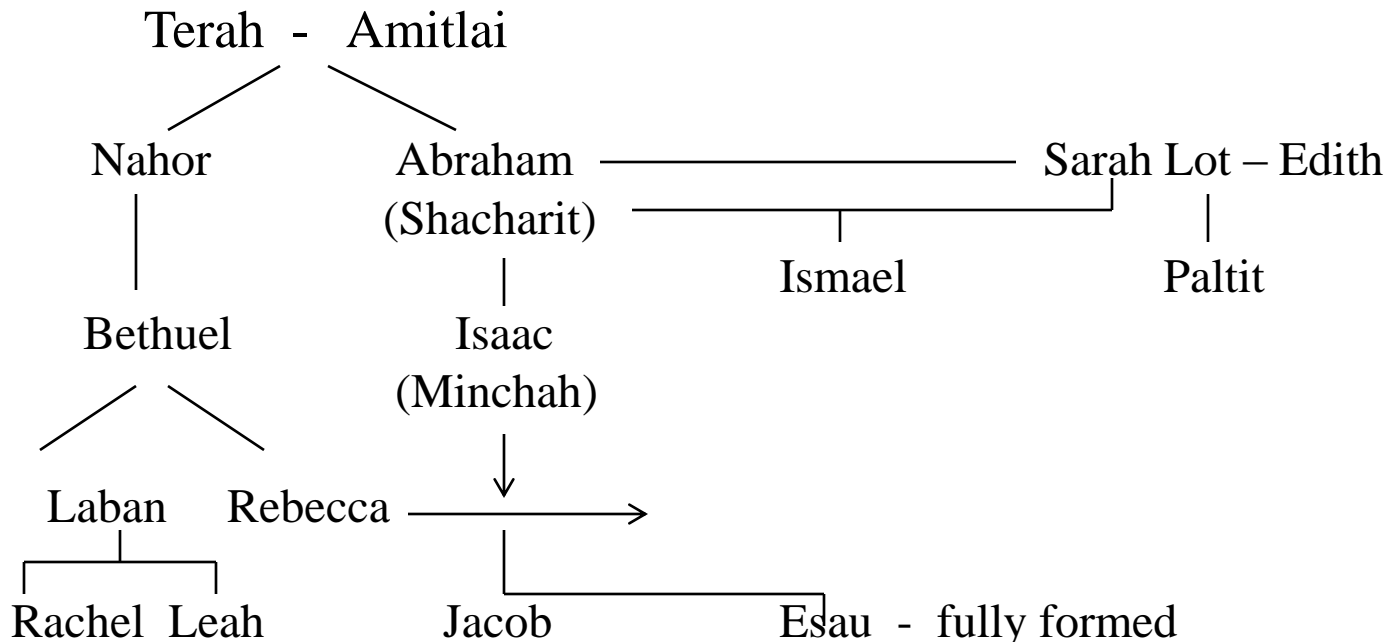 Terah - Amitlai
Nahor Abraham Sarah Lot – Edith
(Shacharit)
Ismael Paltit
Bethuel Isaac
(Minchah)
Laban Rebecca
Rachel Leah Jacob Esau - fully formed